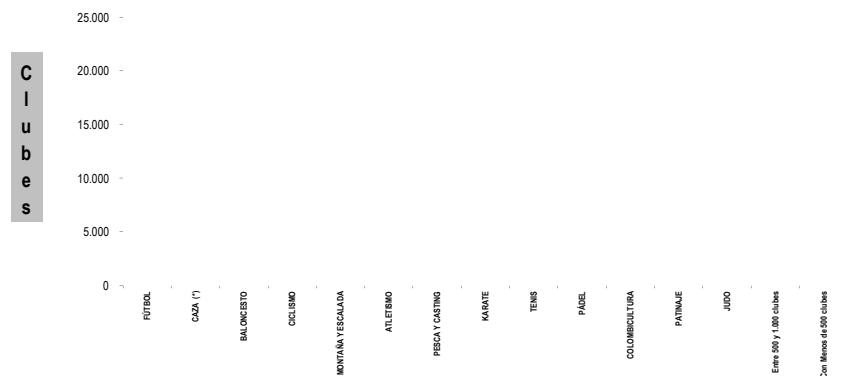 Clubes
25.000
20.000
15.000
10.000
5.000
0
FÚTBOL
CAZA (*)
BALONCESTO
CICLISMO
MONTAÑA Y ESCALADA
ATLETISMO
PESCA Y CASTING
KARATE
TENIS
PÁDEL
COLOMBICULTURA
PATINAJE
JUDO
Entre 500 y 1.000 clubes
Con Menos de 500 clubes